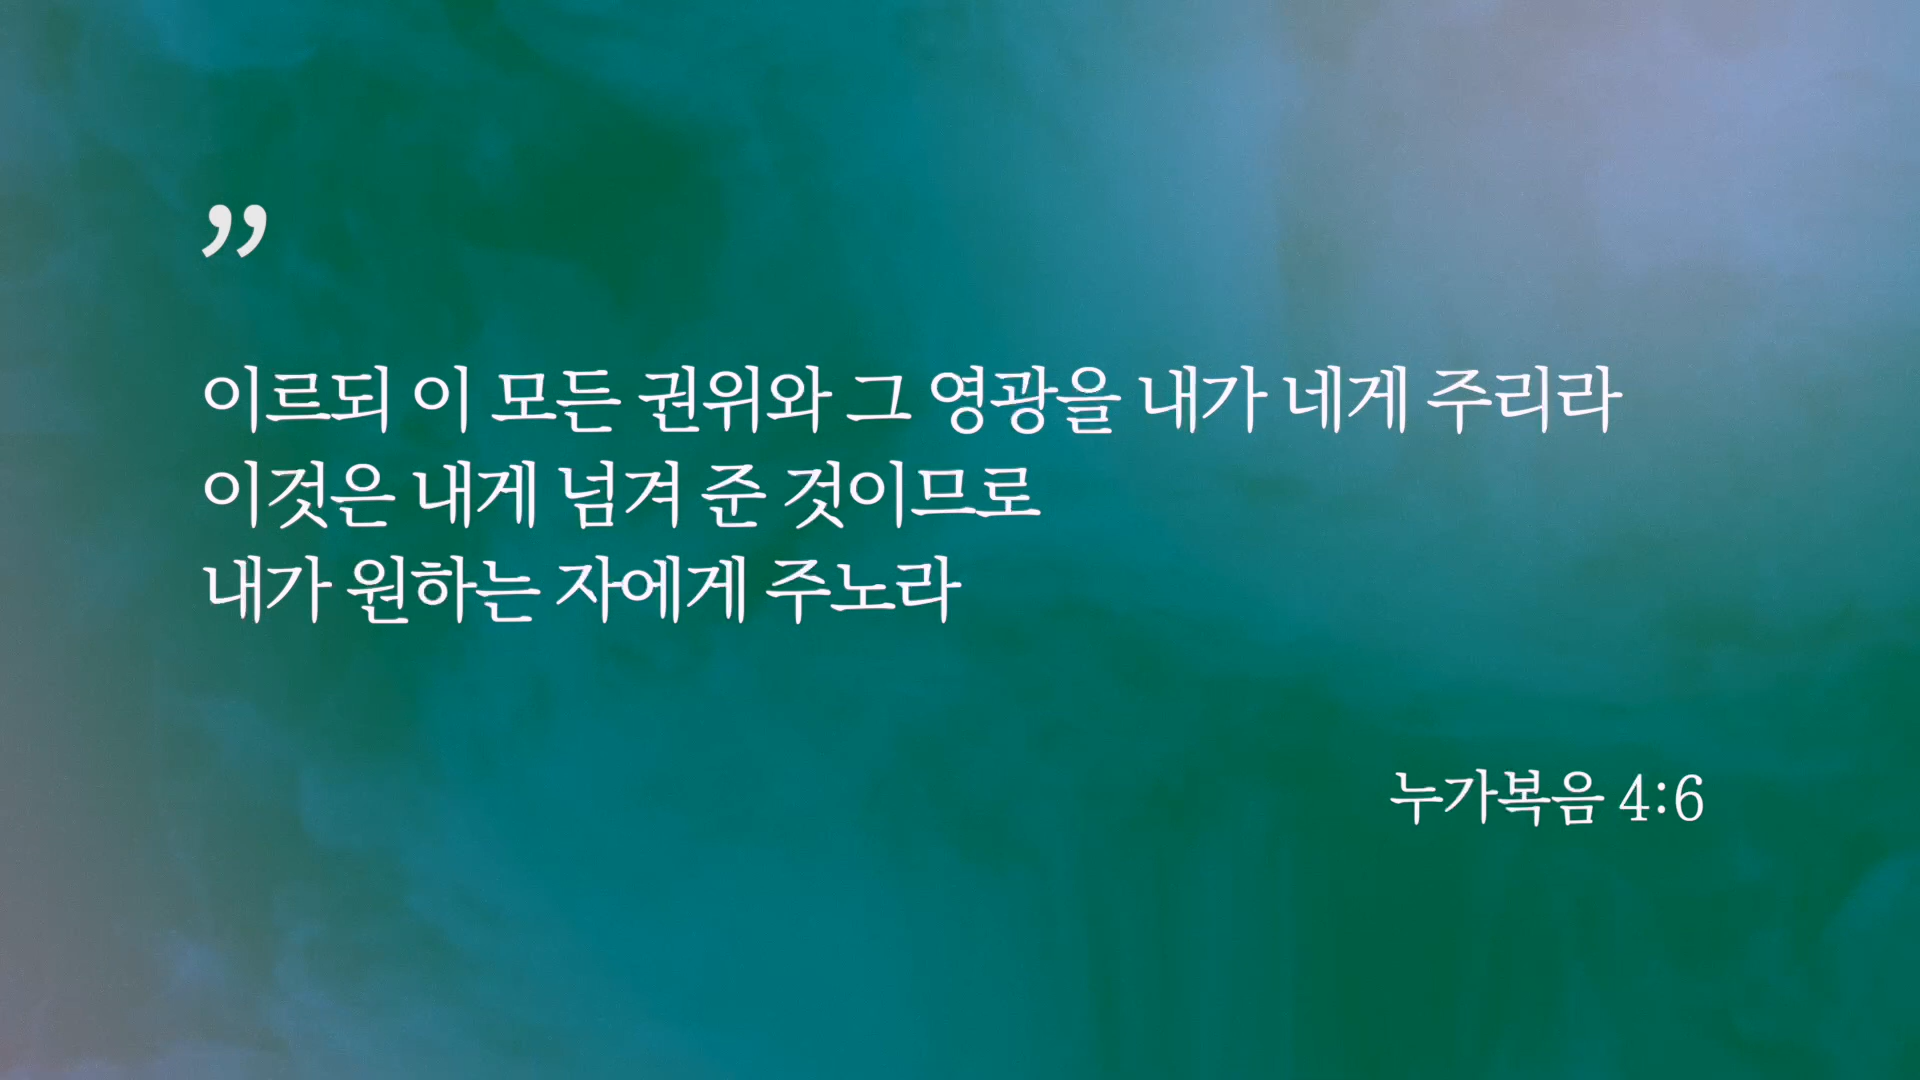 ”
이르되 이 모든 권위와 그 영광을 내가 네게 주리라
이것은 내게 넘겨 준 것이므로
내가 원하는 자에게 주노라
누가복음 4:6